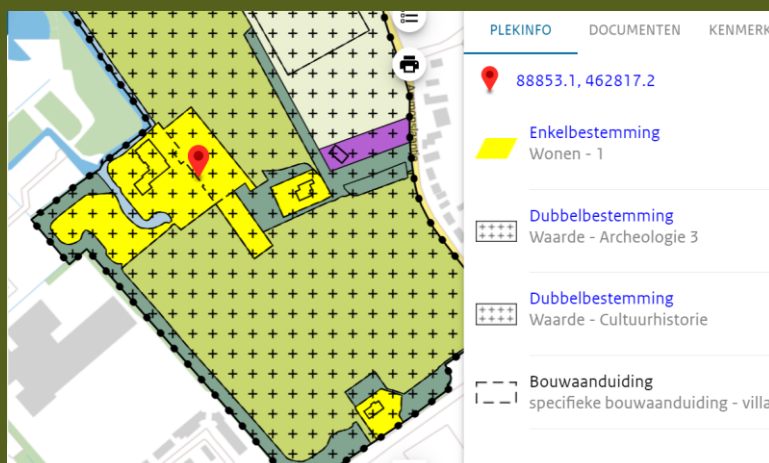 PLEKINFO DOCUMENTEN KENMERK
88853.1, 462817.2
Enkelbestemming
Wonen - 1
Dubbelbestemming
Waarde - Archeologie 3
Dubbelbestemming
Waarde - Cultuurhistorie
Bouwaanduiding
specifieke bouwaanduiding - villa